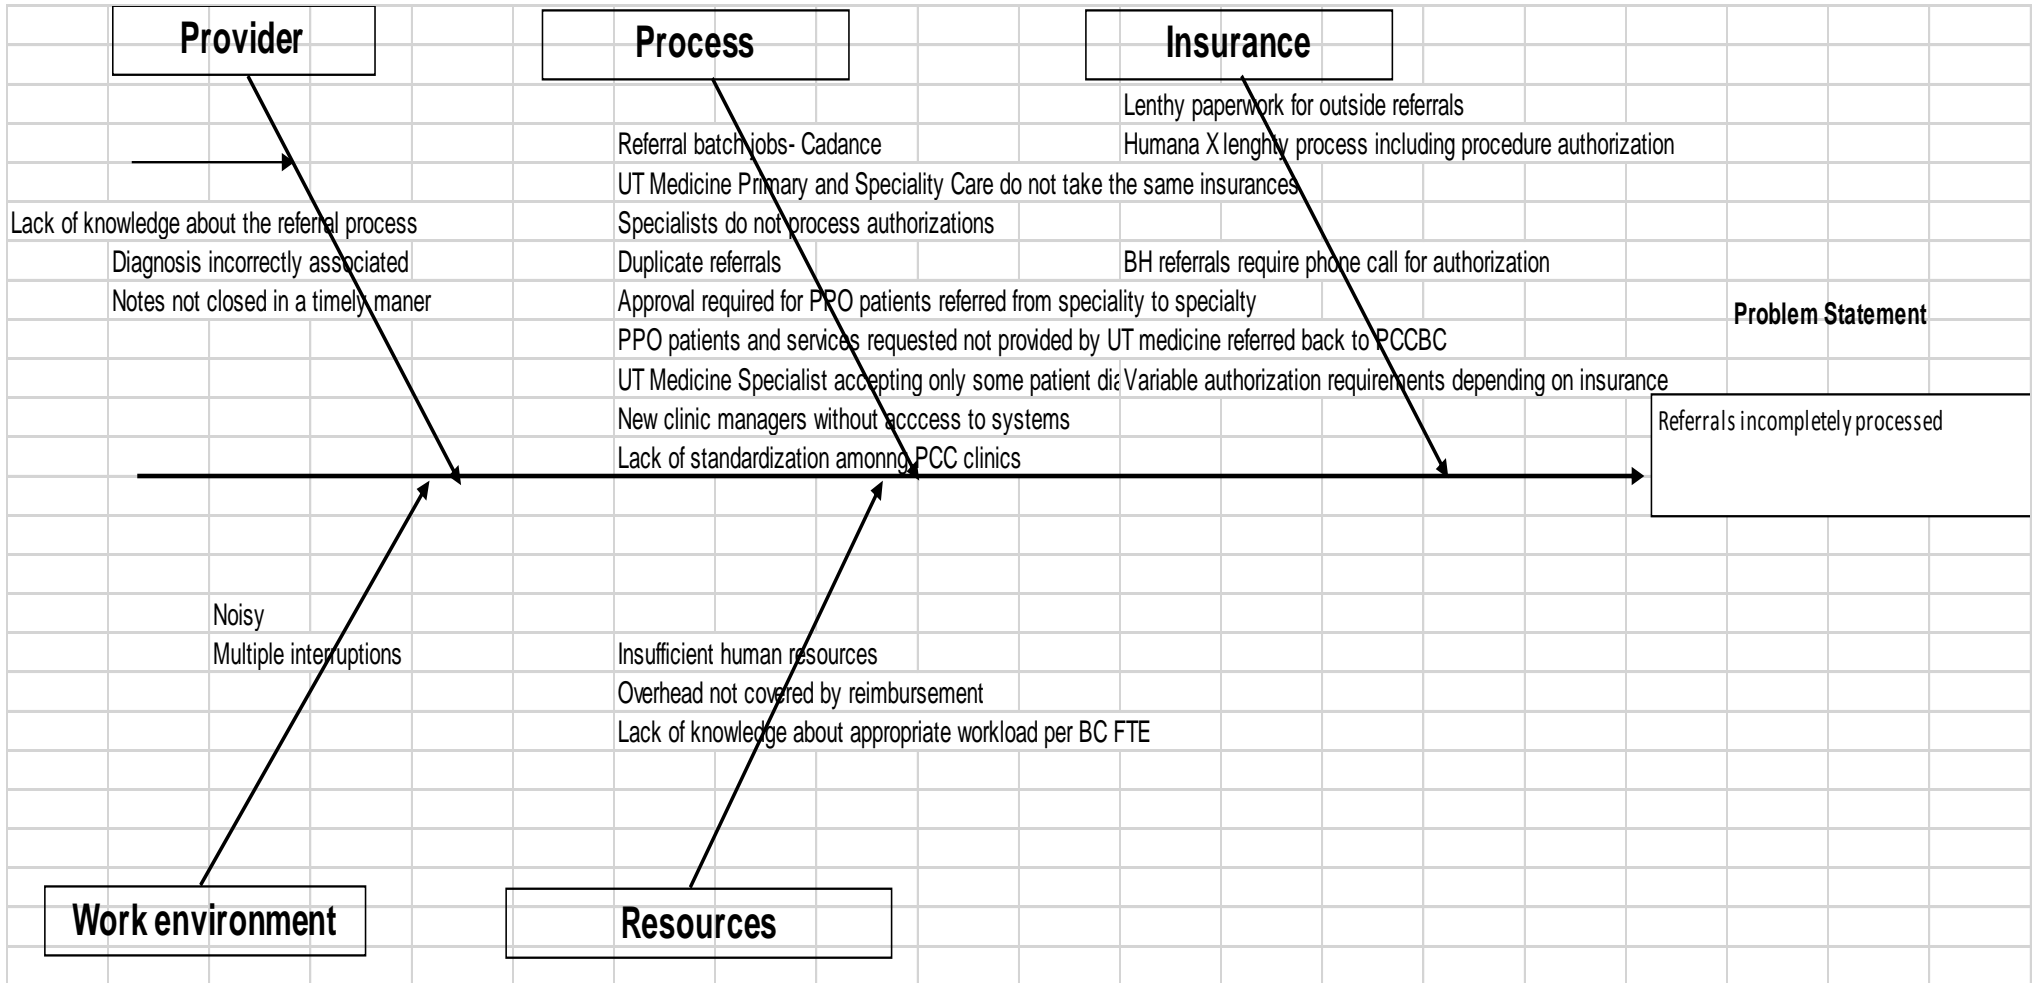 Provider
Process
Insurance
Lenthy paperwork for outside referrals
Referral batch jobs- Cadance
Humana X lenghty process including procedure authorization
UT Medicine Primary and Speciality Care do not take the same insurances
Lack of knowledge about the referral process
Specialists do not process authorizations
Diagnosis incorrectly associated
Duplicate referrals
BH referrals require phone call for authorization
Notes not closed in a timely maner
Approval required for PPO patients referred from speciality to specialty
Problem Statement
PPO patients and services requested not provided by UT medicine referred back to PCCBC
UT Medicine Specialist accepting only some patient dia
Variable authorization requirements depending on insurance
New clinic managers without acccess to systems
Referrals incompletely processed
Lack of standardization amonng PCC clinics
Noisy
Multiple interruptions
Insufficient human resources
Overhead not covered by reimbursement
Lack of knowledge about appropriate workload per BC FTE
Work environment
Resources